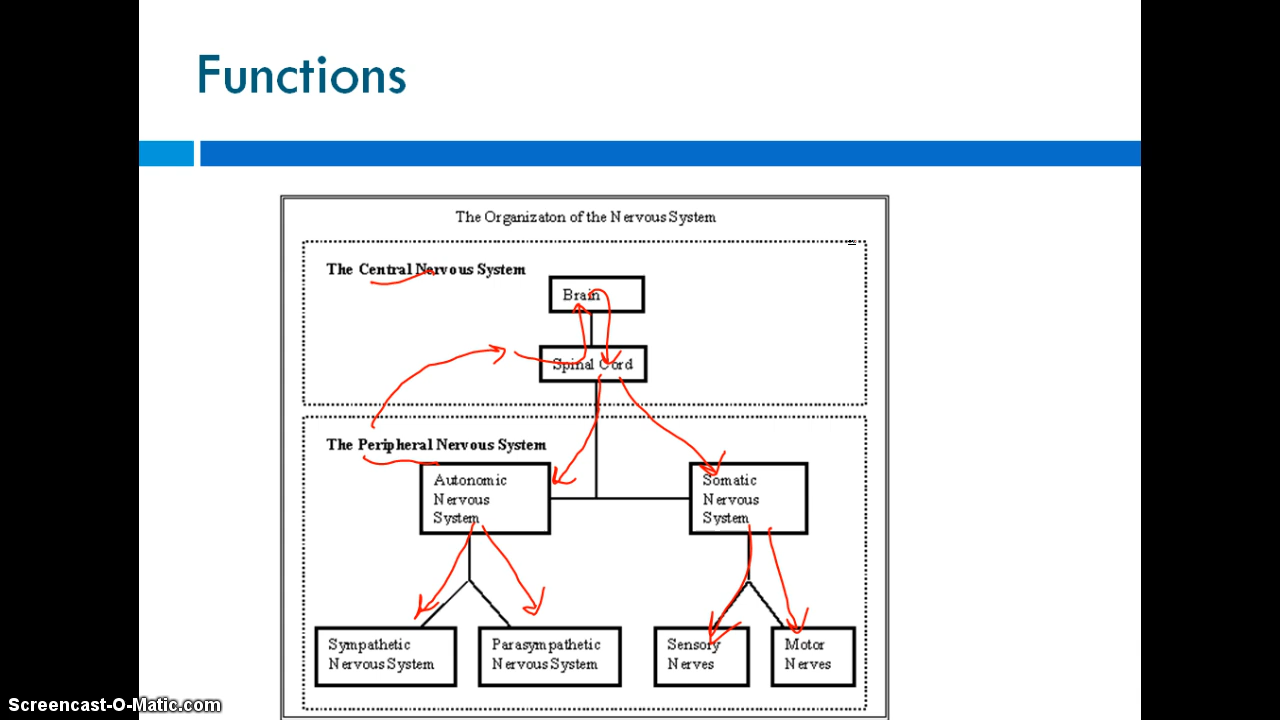 Functions
The Organizaton of the Nervous System
The Central Nervous System
Brain
Spinal Cord
The Peripheral Nervous System
Autonomic
Nervous
System
Somatic
Nervous
System
Sympathetic
Nervous System
Parasympathetic
Nervous System
Sensory
Nerves
Motor
Nerves
Screencast-O-Matic.com